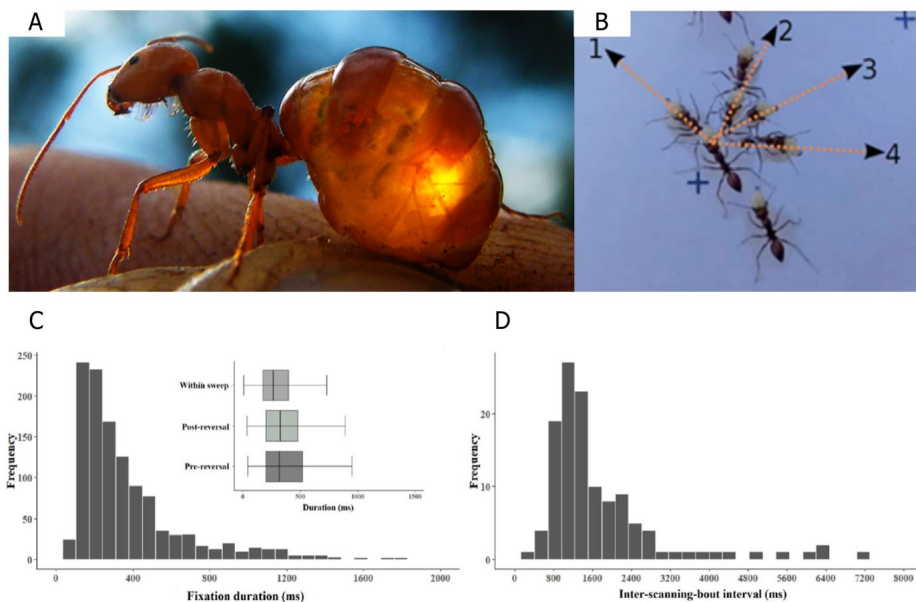 A
B
1
2
3
4
C
D
250
200
150
100
50
0
Frequency
Within sweep
Post-reversal
Pre-reversal
0 500 1000 1500
Duration (ms)
0 400 800 1200 1600 2000
Fixation duration (ms)
20
10
0
Frequency
0 800 1600 2400 3200 4000 4800 5600 6400 7200 8000
Inter-scanning-bout interval (ms)